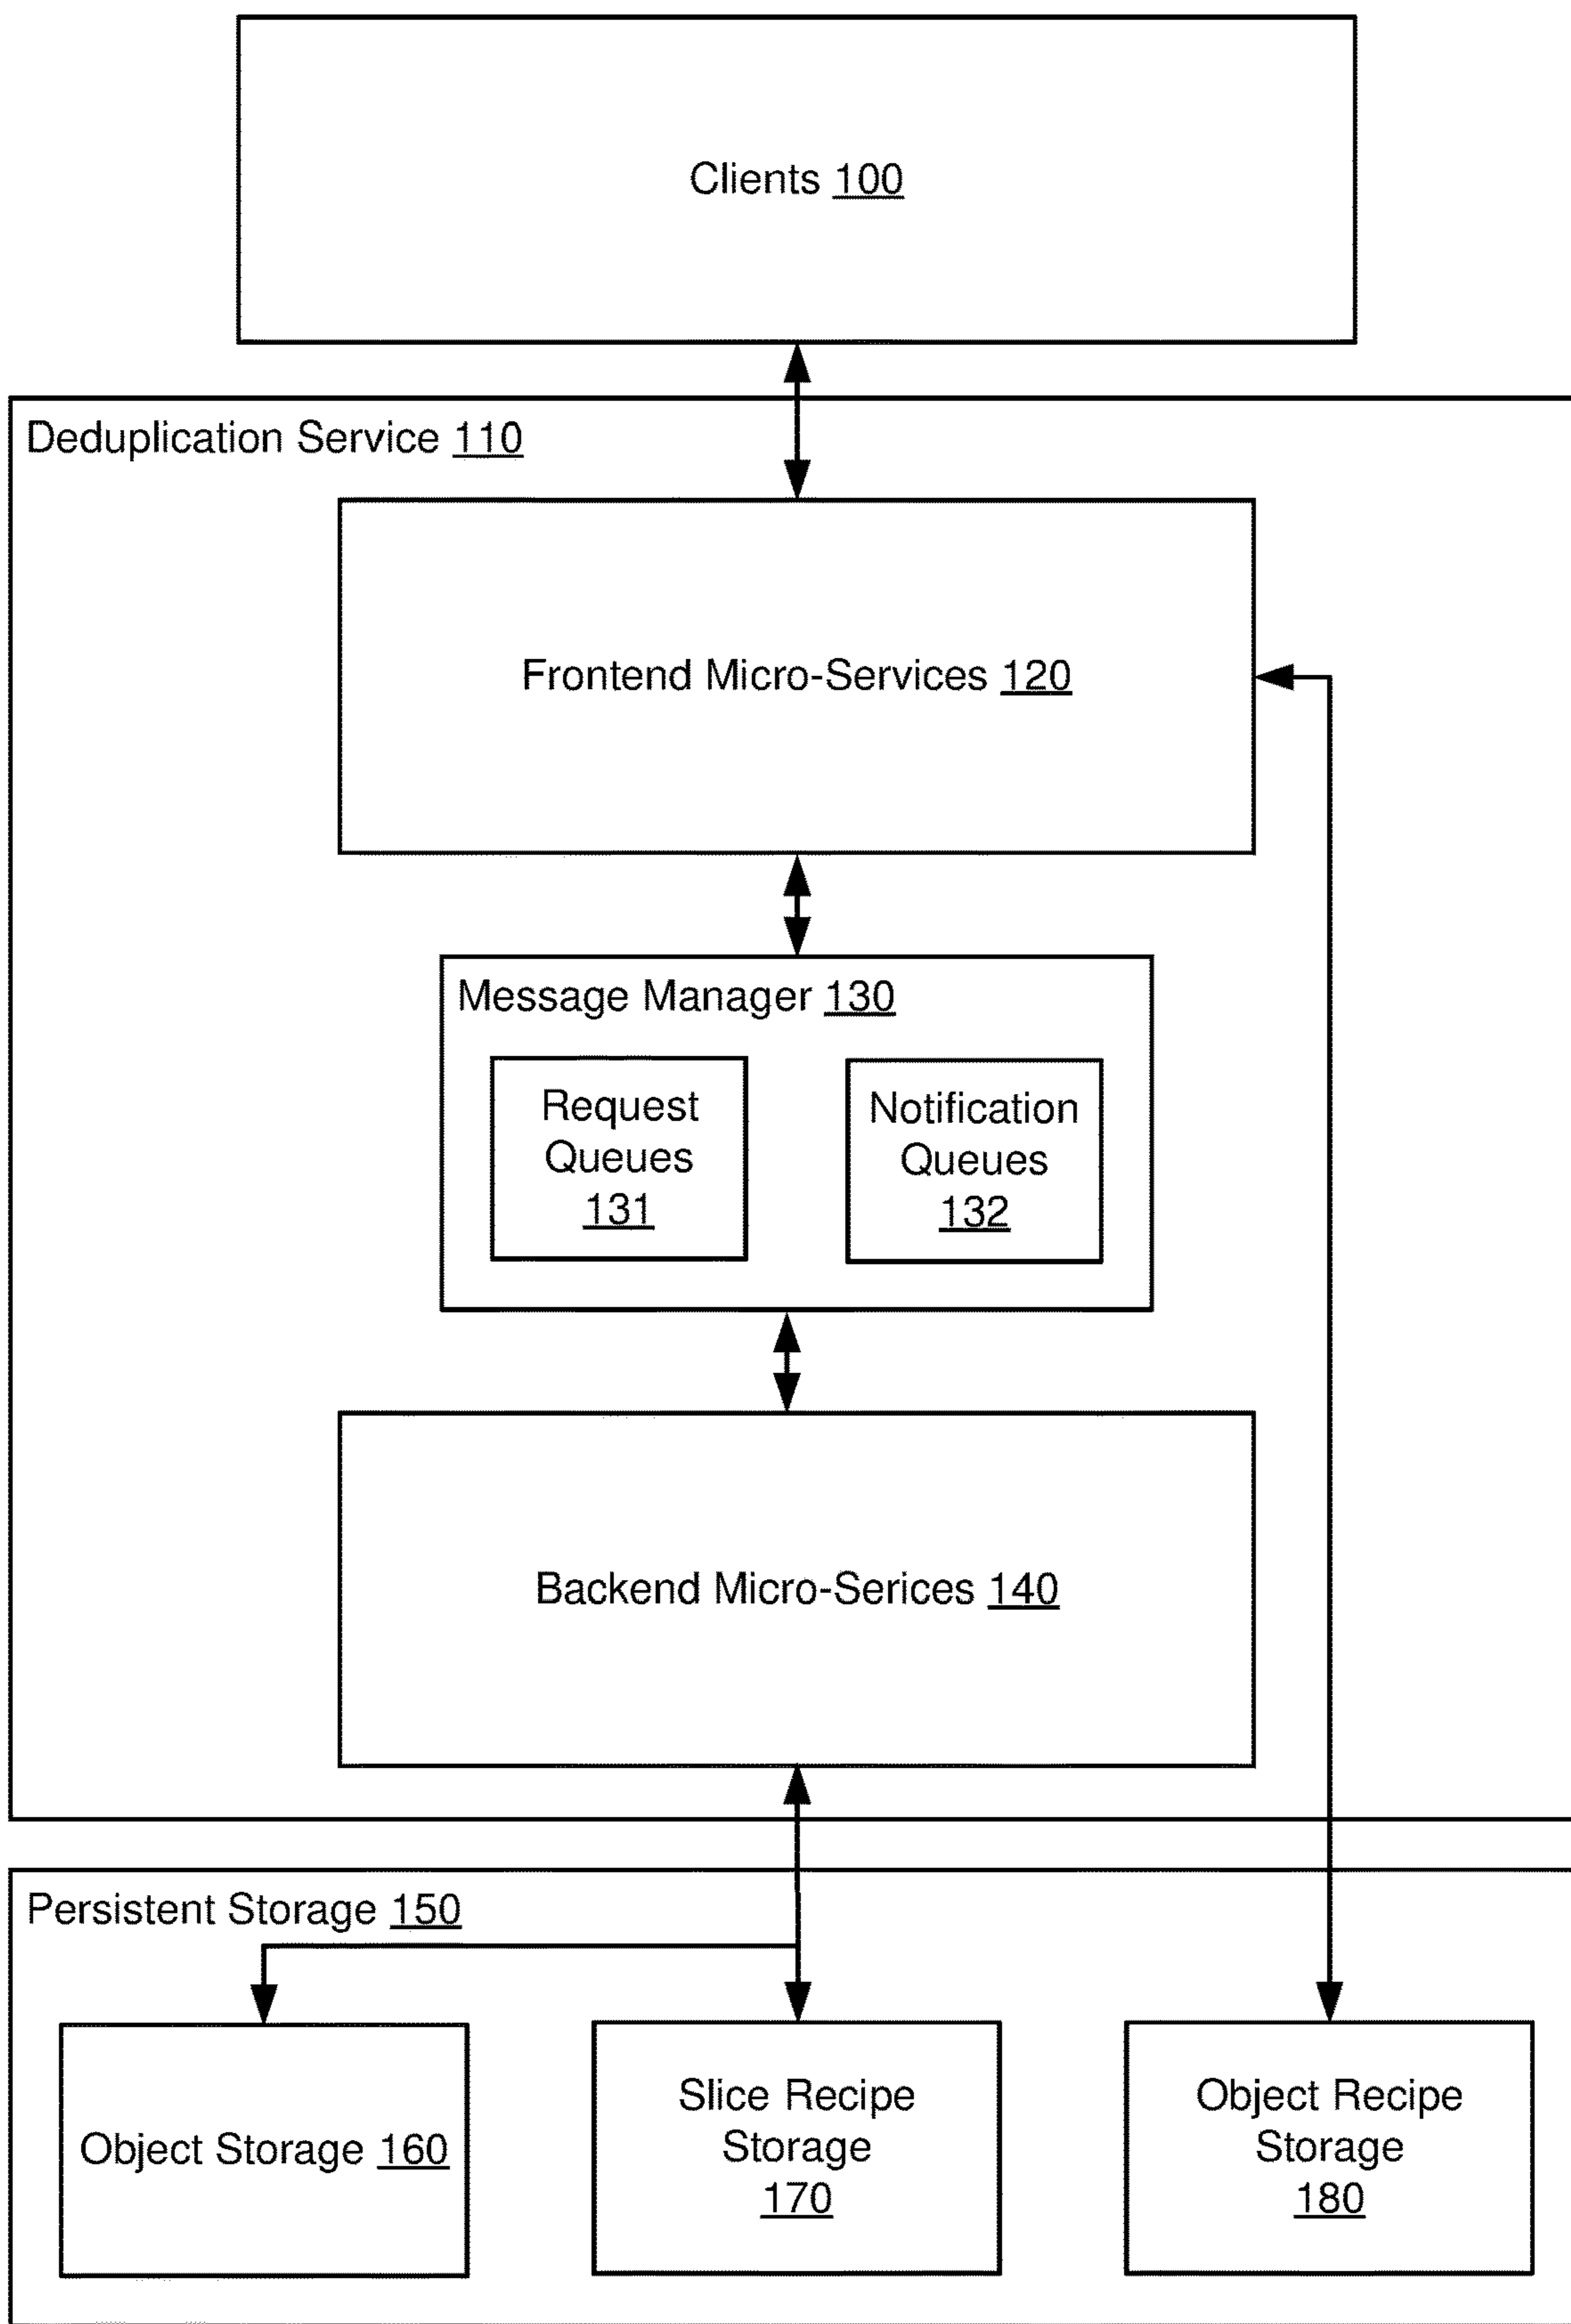 Clients 100
Deduplication Service 110
Frontend Micro-Services 120
Message Manager 130
Request
Queues
131
Notification
Queues
132
Backend Micro-Serices 140
Persistent Storage 150
Object Storage 160
Slice Recipe
Storage
170
Object Recipe
Storage
180